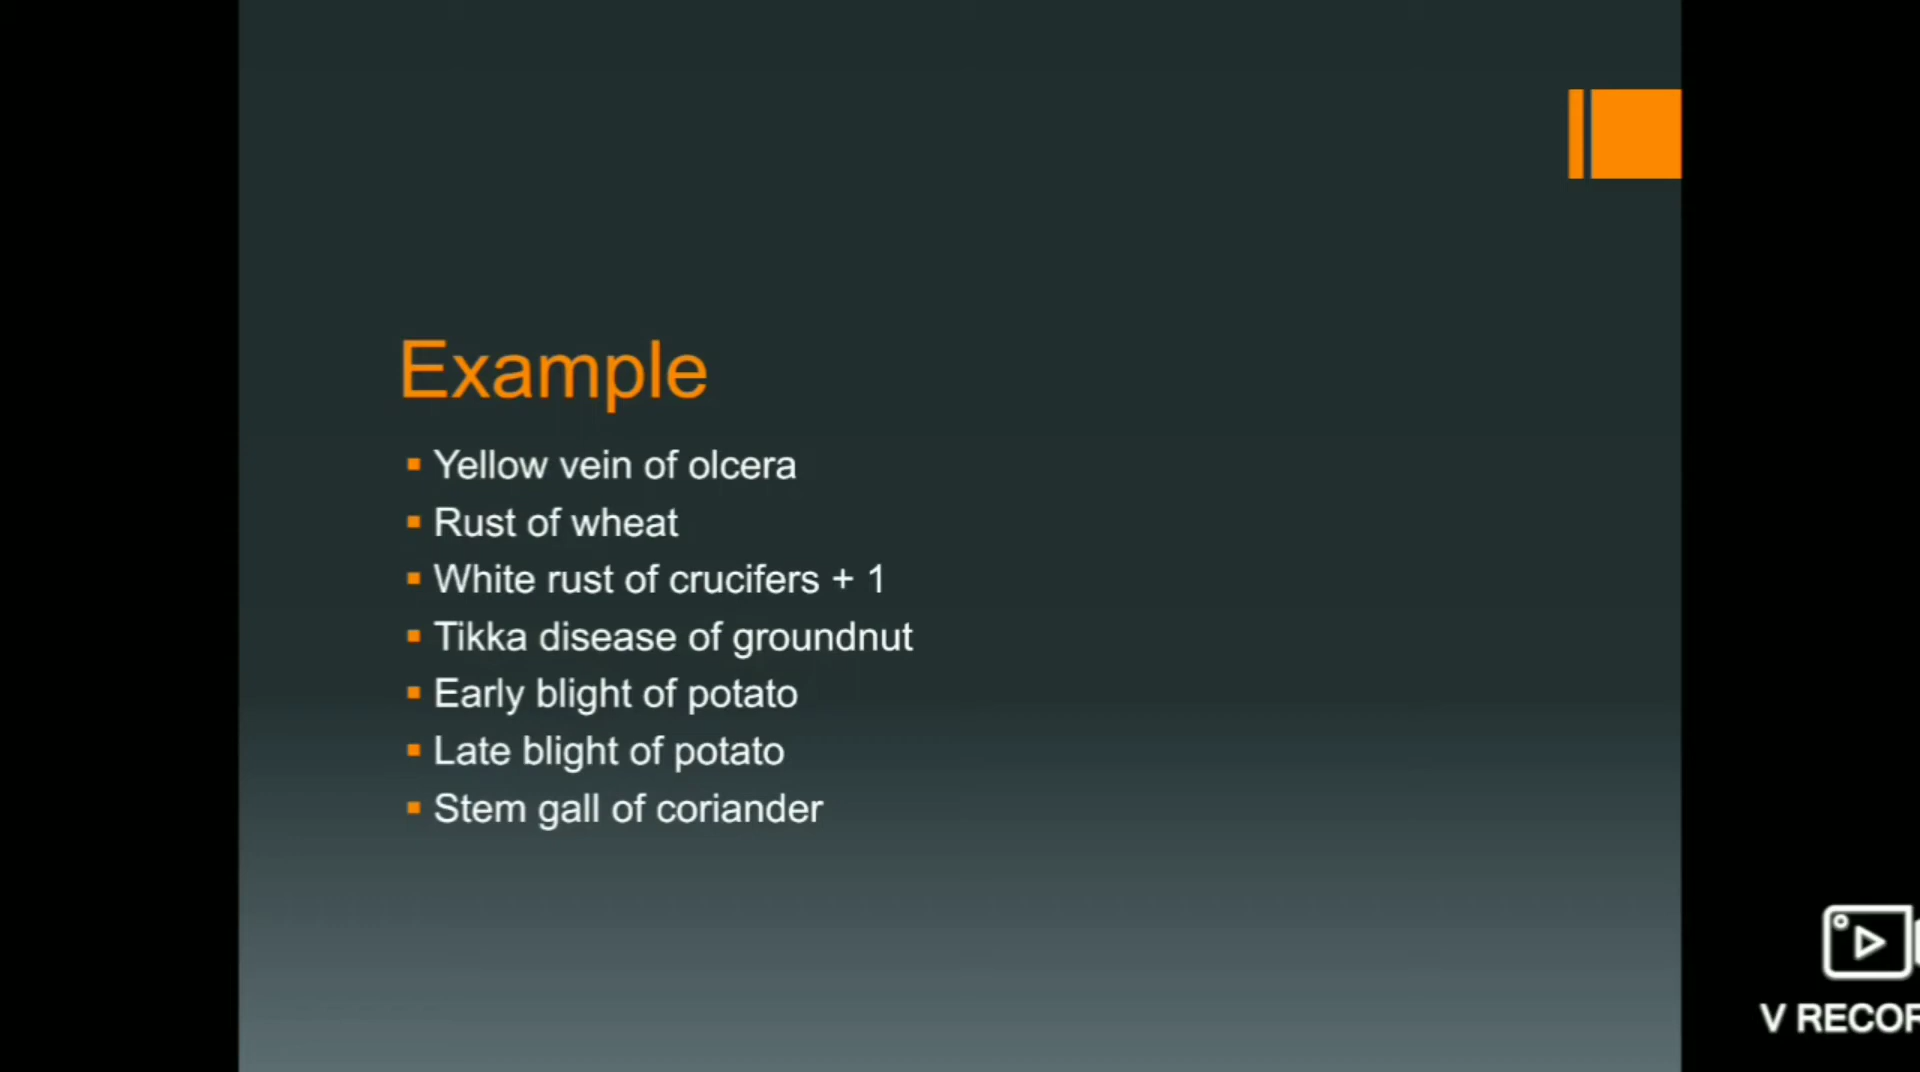 Example
Yellow vein of olcera
Rust of wheat
White rust of crucifers + 1
Tikka disease of groundnut
Early blight of potato
Late blight of potato
Stem gall of coriander
V RECOR